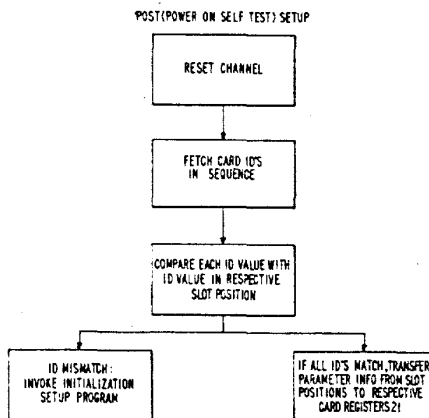 POST(POWER ON SELF TEST) SETUP
RESET CHANNEL
FETCH CARD ID'S
IN SEQUENCE
COMPARE EACH ID VALUE WITH
ID VALUE IN RESPECTIVE
SLOT POSITION
ID MISMATCH:
INVOKE INITIALIZATION
SETUP PROGRAM
IF ALL ID'S MATCH, TRANSFER
PARAMETER INFO FROM SLOT
POSITIONS TO RESPECTIVE
CARD REGISTERS 21